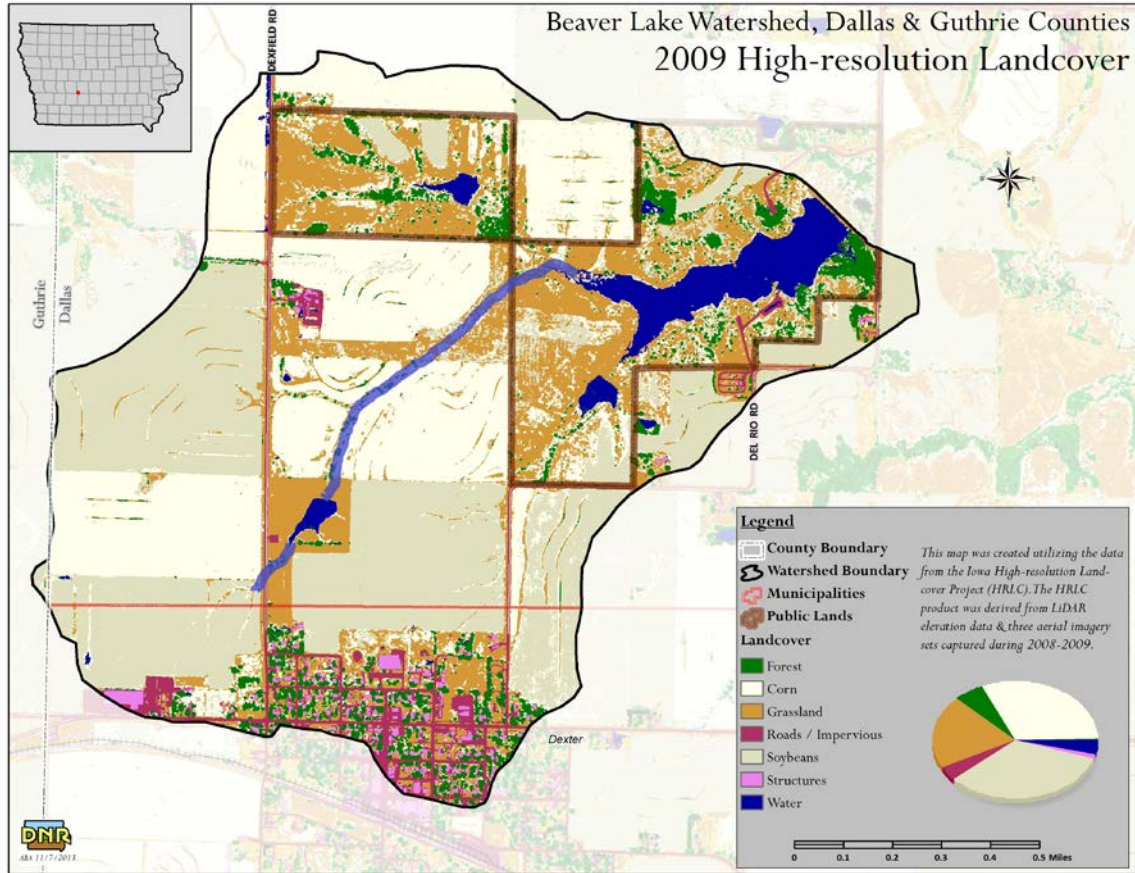 Beaver Lake Watershed, Dallas & Guthrie Counties
2009 High-resolution Landcover
DEXFIELD RD
Guthrie
Dallas
DEL RIO RD
Dexter
Legend
County Boundary
Watershed Boundary
Municipalities
Public Lands
Landcover
Forest
Corn
Grassland
Roads / Impervious
Soybeans
Structures
Water
This map was created utilizing the data
from the Iowa High-resolution Land-
cover Project (HRLC). The HRLC
product was derived from LiDAR
elevation data & three aerial imagery
sets captured during 2008-2009.
0 0.1 0.2 0.3 0.4 0.5 Miles
DNR
ABA 11/7/2013